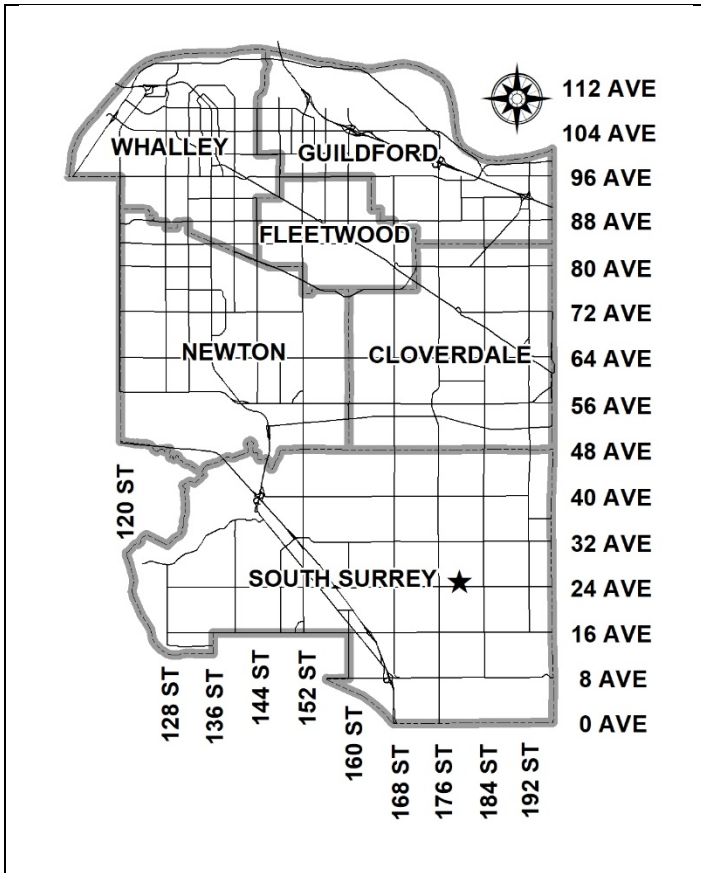 112 AVE
104 AVE
WHALLEY
GUILDFORD
96 AVE
88 AVE
FLEETWOOD
80 AVE
72 AVE
NEWTON
CLOVERDALE
64 AVE
56 AVE
48 AVE
120 ST
40 AVE
32 AVE
SOUTH SURREY
24 AVE
16 AVE
8 AVE
0 AVE
128 ST
136 ST
144 ST
152 ST
160 ST
168 ST
176 ST
184 ST
192 ST